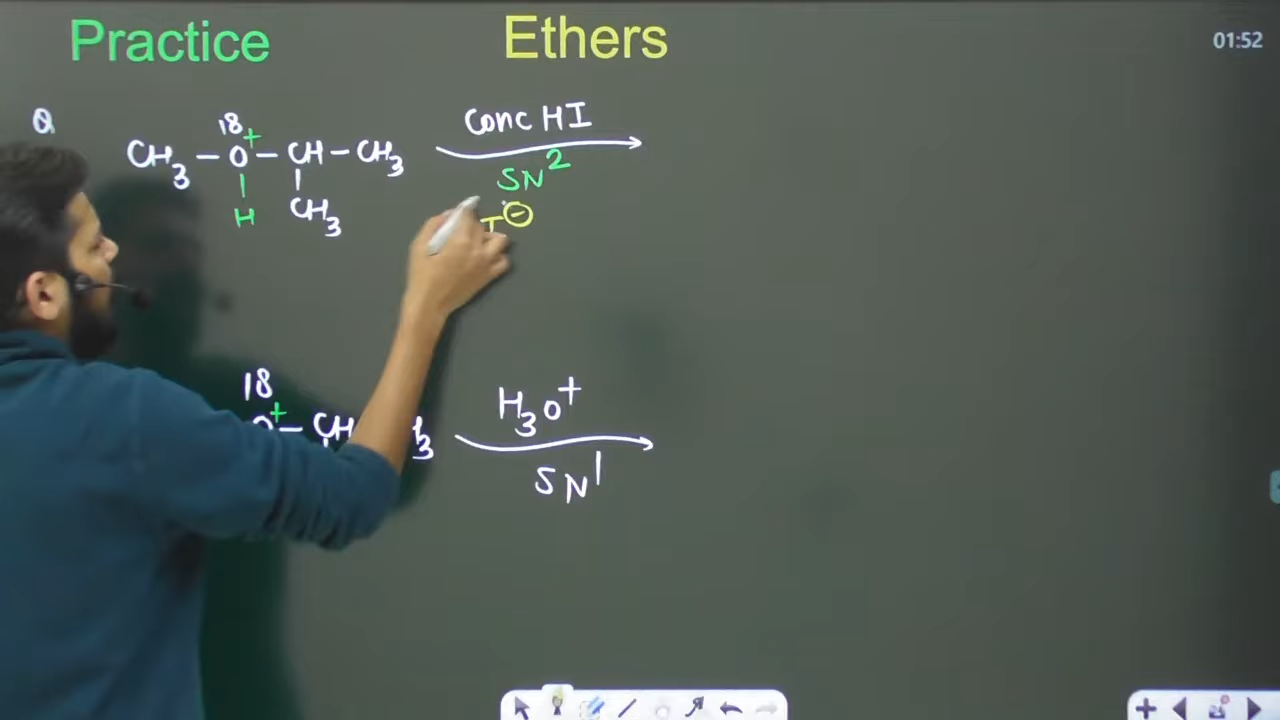 Practice
Ethers
01:52
Q
18
CH3 – O+ – CH – CH3
H
CH3
Conc HI
SN2
I⊖
18
O+ – CH
3
H3O+
SN1